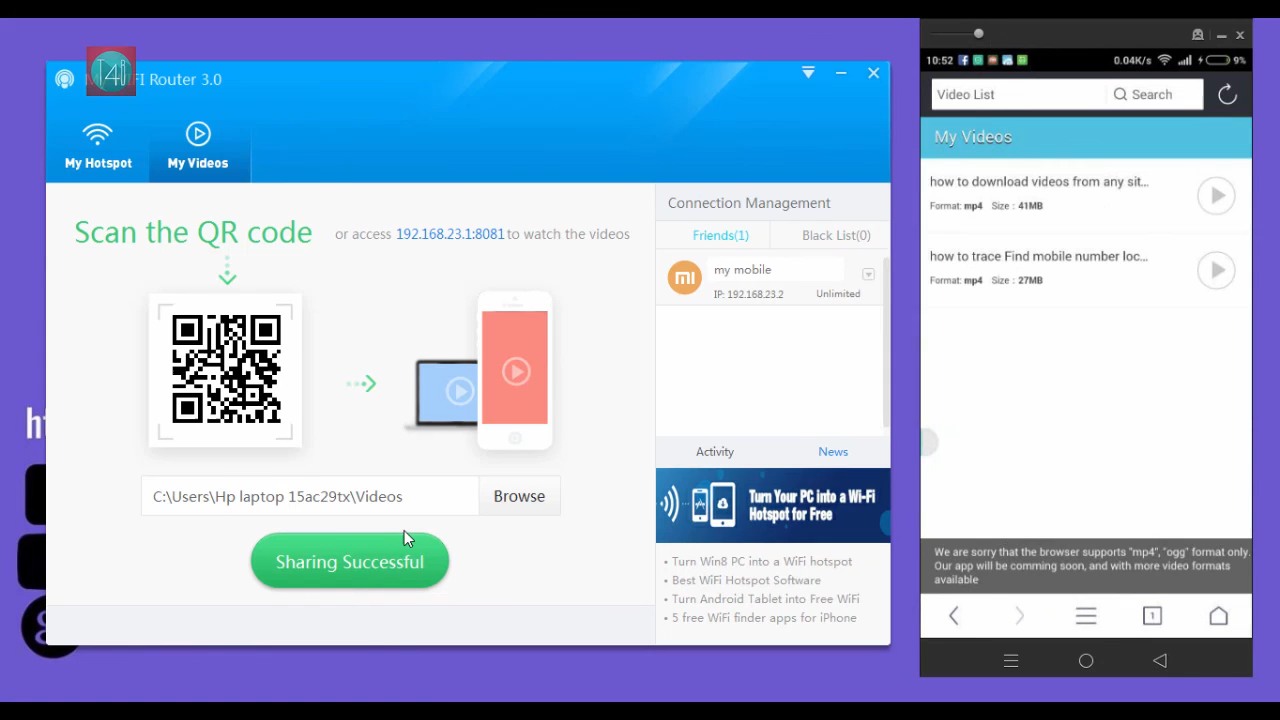 T4i
WiFi Router 3.0
My Hotspot
My Videos
Scan the QR code
or access 192.168.23.1:8081 to watch the videos
C:\Users\Hp laptop 15ac29tx\Videos
Browse
Sharing Successful
Connection Management
Friends(1)
Black List(0)
mi
my mobile
IP: 192.168.23.2
Unlimited
Activity
News
Turn Your PC into a Wi-Fi
Hotspot for Free
• Turn Win8 PC into a WiFi hotspot
• Best WiFi Hotspot Software
• Turn Android Tablet into Free WiFi
• 5 free WiFi finder apps for iPhone
10:52
0.04K/s
9%
Video List
Search
My Videos
how to download videos from any sit...
Format: mp4 Size : 41MB
how to trace Find mobile number loc...
Format: mp4 Size : 27MB
We are sorry that the browser supports "mp4", "ogg" format only.
Our app will be comming soon, and with more video formats
available
1